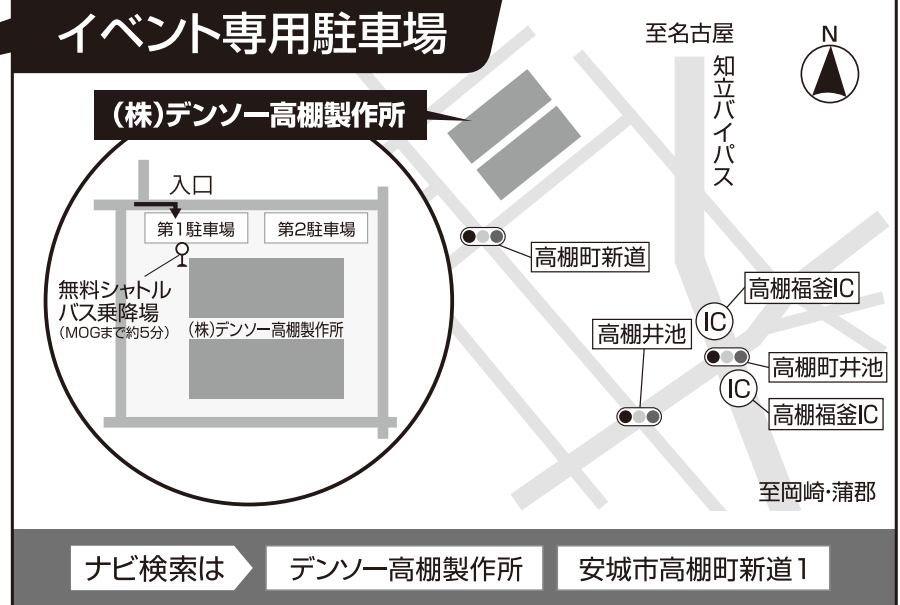 イベント専用駐車場
至名古屋
N
知立バイパス
(株)デンソー高棚製作所
入口
第1駐車場
第2駐車場
無料シャトル
バス乗降場
(MOGまで約5分)
(株)デンソー高棚製作所
高棚町新道
高棚福釜IC
IC
高棚井池
高棚町井池
IC
高棚福釜IC
至岡崎・蒲郡
ナビ検索は
デンソー高棚製作所
安城市高棚町新道1